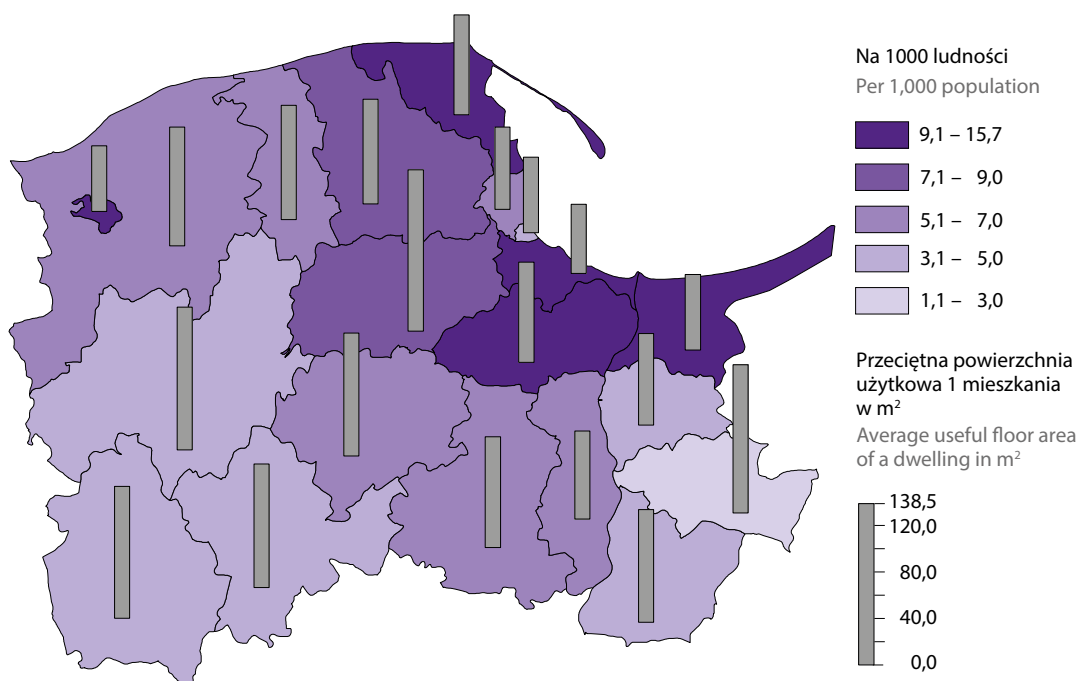 Na 1000 ludności
Per 1,000 population
9,1 – 15,7
7,1 – 9,0
5,1 – 7,0
3,1 – 5,0
1,1 – 3,0
Przeciętna powierzchnia
użytkowa 1 mieszkania
w m²
Average useful floor area
of a dwelling in m²
138,5
120,0
80,0
40,0
0,0